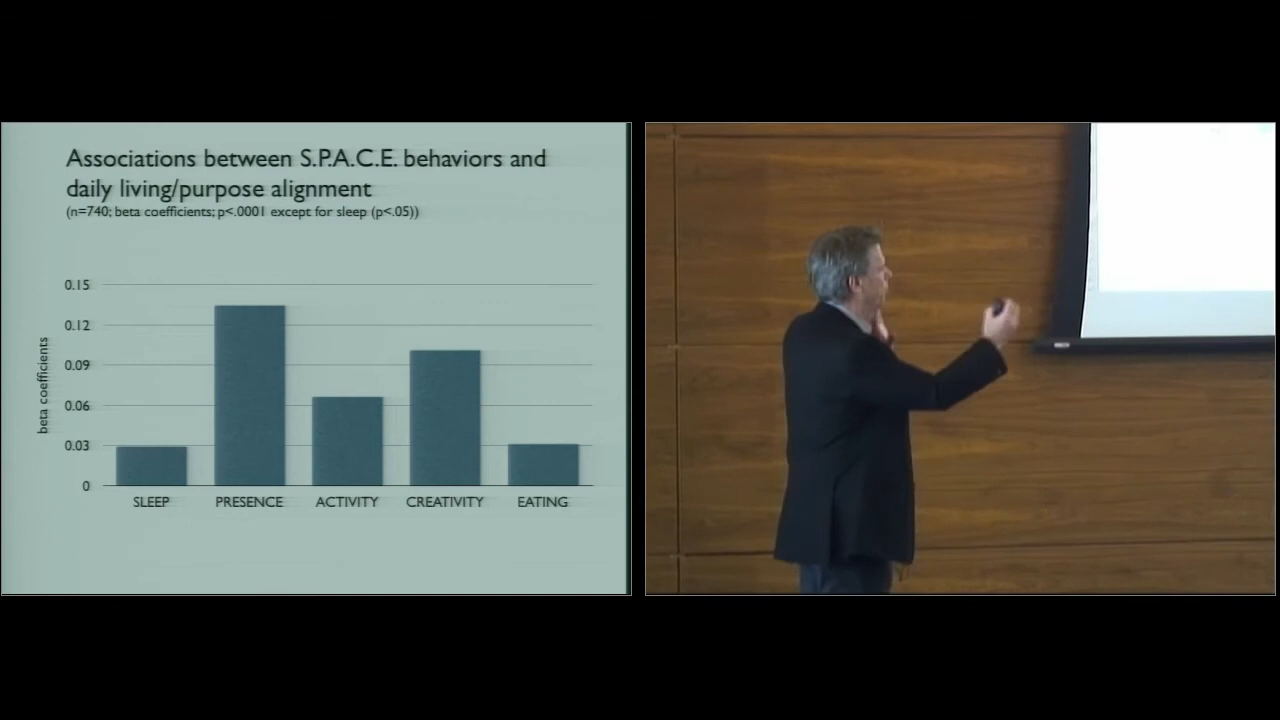 Associations between S.P.A.C.E. behaviors and
daily living/purpose alignment
(n=740; beta coefficients; p<.0001 except for sleep (p<.05))
0.15
0.12
0.09
0.06
0.03
0
beta coefficients
SLEEP PRESENCE ACTIVITY CREATIVITY EATING